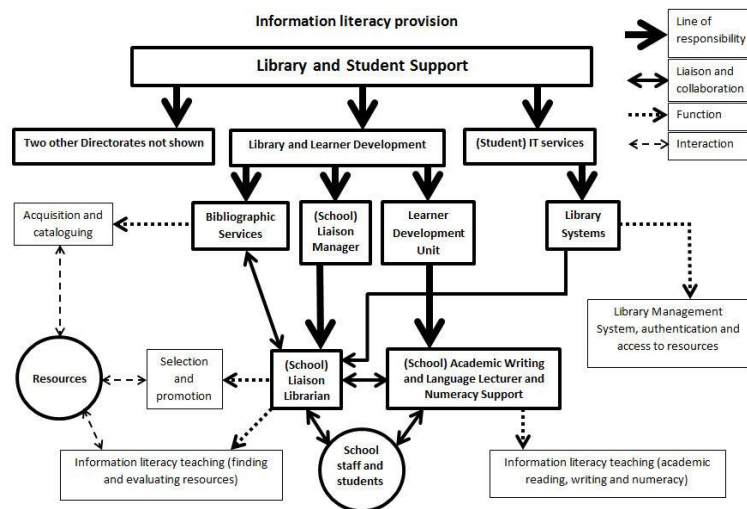 Information literacy provision
Line of
responsibility
Library and Student Support
Liaison and
collaboration
Function
Interaction
Two other Directorates not shown
Library and Learner Development
(Student) IT services
Acquisition and
cataloguing
Bibliographic
Services
(School)
Liaison
Manager
Learner
Development
Unit
Library
Systems
Library Management
System, authentication and
access to resources
Resources
Selection
and
promotion
(School)
Liaison
Librarian
(School) Academic Writing
and Language Lecturer and
Numeracy Support
Information literacy teaching (finding
and evaluating resources)
School
staff and
students
Information literacy teaching (academic
reading, writing and numeracy)